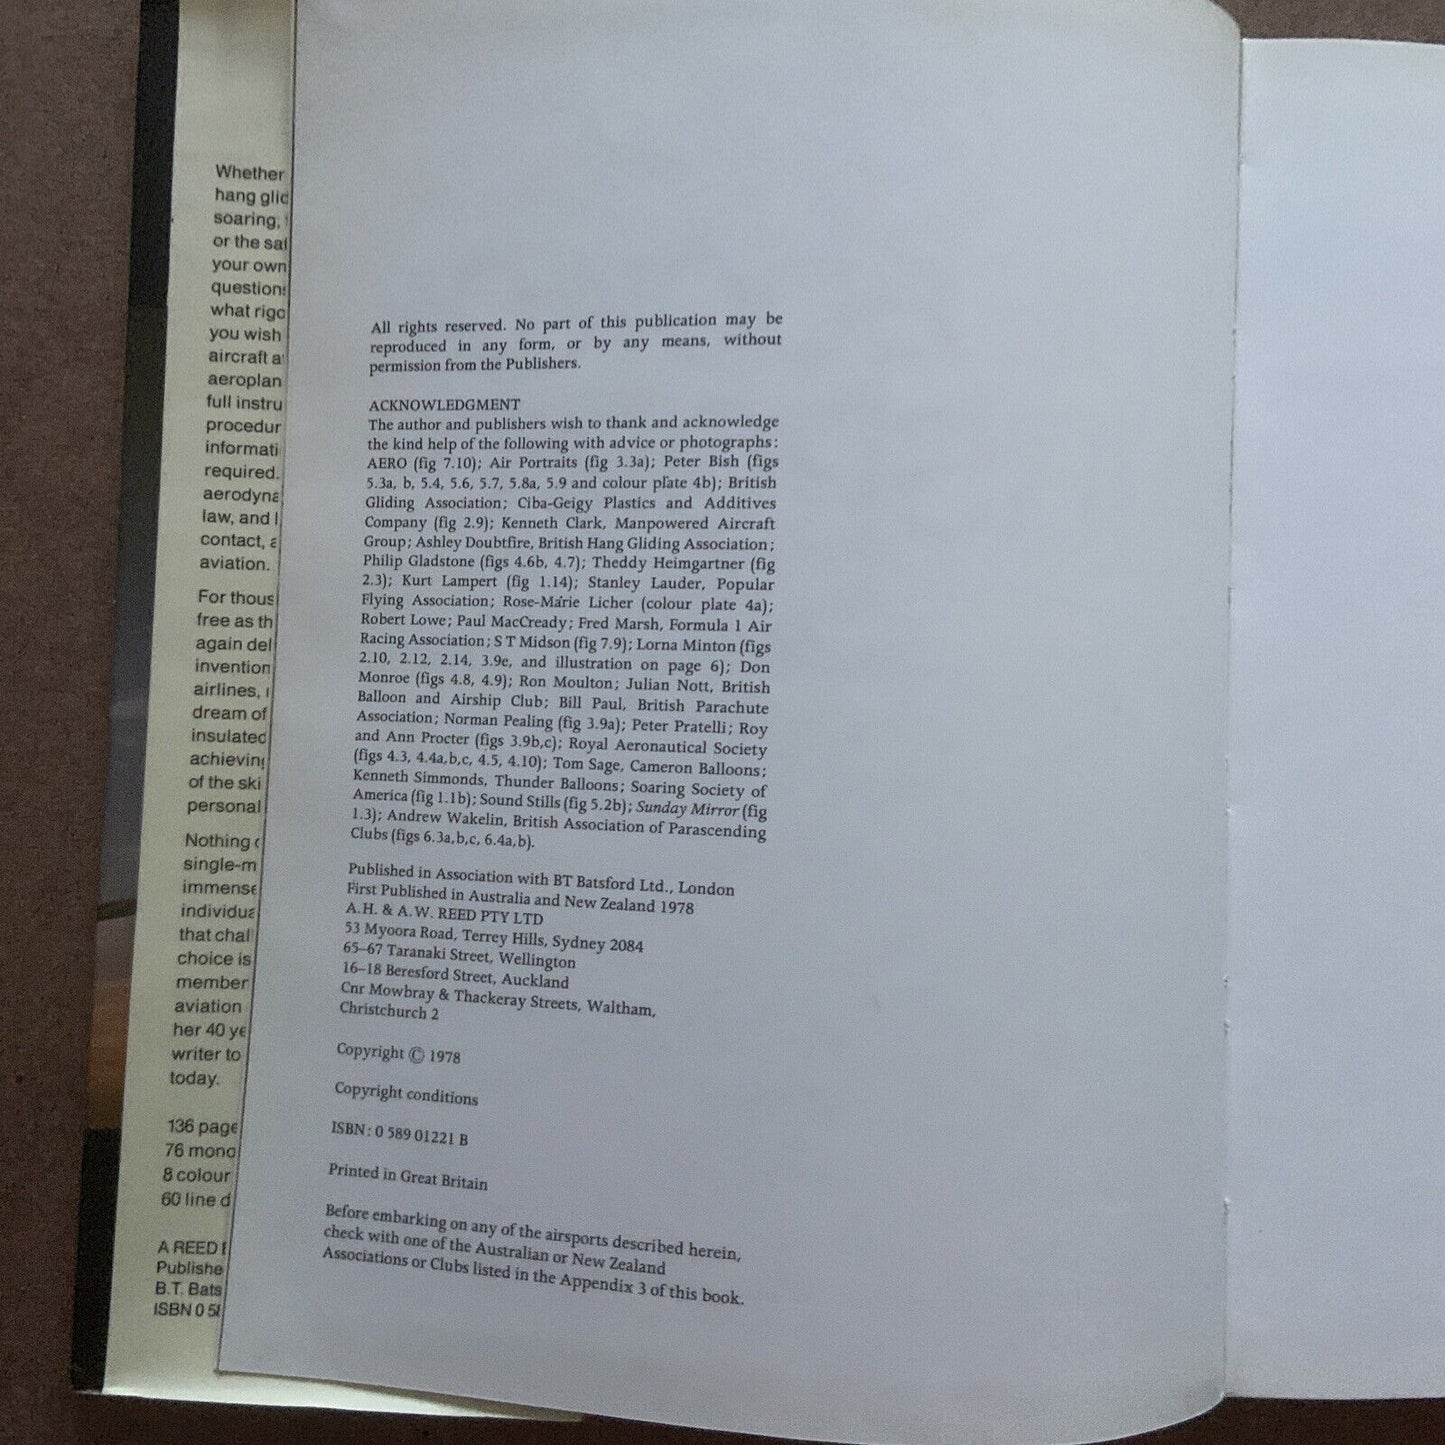 Whether
hang glid
soaring,
or the sai
your own
questions
what rigo
you wish
aircraft a
aeroplan
full instru
procedur
informati
required.
aerodyna
law, and l
contact, a
aviation.
For thous
free as th
again del
invention
airlines,
dream of
insulated
achieving
of the ski
personal
Nothing
single-m
immense
individua
that chal
choice is
member
aviation
her 40 ye
writer to
today.
136 page
76 mono
8 colour
60 line d
A REED
Publishe
B.T. Bats
ISBN 0 58
All rights reserved. No part of this publication may be
reproduced in any form, or by any means, without
permission from the Publishers.
ACKNOWLEDGMENT
The author and publishers wish to thank and acknowledge
the kind help of the following with advice or photographs:
AERO (fig 7.10); Air Portraits (fig 3.3a); Peter Bish (figs
5.3a, b, 5.4, 5.6, 5.7, 5.8a, 5.9 and colour plate 4b); British
Gliding Association; Ciba-Geigy Plastics and Additives
Company (fig 2.9); Kenneth Clark, Manpowered Aircraft
Group; Ashley Doubtfire, British Hang Gliding Association;
Philip Gladstone (figs 4.6b, 4.7); Theddy Heimgartner (fig
2.3); Kurt Lampert (fig 1.14); Stanley Lauder, Popular
Flying Association; Rose-Marie Licher (colour plate 4a);
Robert Lowe; Paul MacCready; Fred Marsh, Formula 1 Air
Racing Association; S T Midson (fig 7.9); Lorna Minton (figs
2.10, 2.12, 2.14, 3.9e, and illustration on page 6); Don
Monroe (figs 4.8, 4.9); Ron Moulton; Julian Nott, British
Balloon and Airship Club; Bill Paul, British Parachute
Association; Norman Pealing (fig 3.9a); Peter Pratelli; Roy
and Ann Procter (figs 3.9b,c); Royal Aeronautical Society
(figs 4.3, 4.4a,b,c, 4.5, 4.10); Tom Sage, Cameron Balloons;
Kenneth Simmonds, Thunder Balloons; Soaring Society of
America (fig 1.1b); Sound Stills (fig 5.2b); Sunday Mirror (fig
1.3); Andrew Wakelin, British Association of Parascending
Clubs (figs 6.3a,b,c, 6.4a,b).
Published in Association with BT Batsford Ltd., London
First Published in Australia and New Zealand 1978
A.H. & A.W. REED PTY LTD
53 Myoora Road, Terrey Hills, Sydney 2084
65–67 Taranaki Street, Wellington
16–18 Beresford Street, Auckland
Cnr Mowbray & Thackeray Streets, Waltham,
Christchurch 2
Copyright © 1978
Copyright conditions
ISBN: 0 589 01221 B
Printed in Great Britain
Before embarking on any of the airsports described herein,
check with one of the Australian or New Zealand
Associations or Clubs listed in the Appendix 3 of this book.